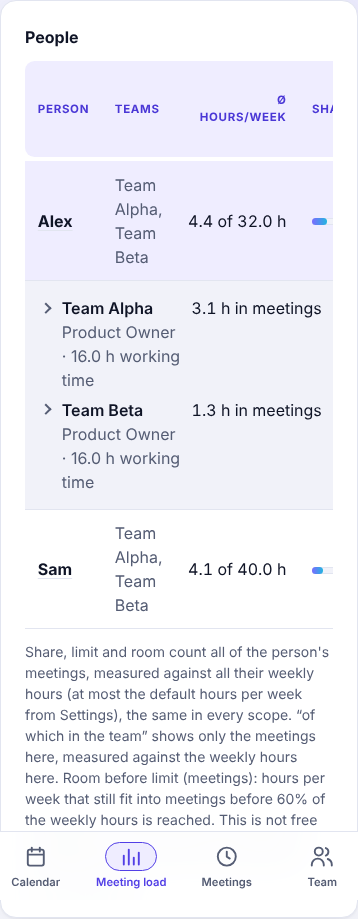 People
PERSON TEAMS Ø HOURS/WEEK SHA
Alex Team Alpha, Team Beta 4.4 of 32.0 h
Team Alpha 3.1 h in meetings
Product Owner
· 16.0 h working
time
Team Beta 1.3 h in meetings
Product Owner
· 16.0 h working
time
Sam Team Alpha, Team Beta 4.1 of 40.0 h
Share, limit and room count all of the person's
meetings, measured against all their weekly
hours (at most the default hours per week
from Settings), the same in every scope. “of
which in the team” shows only the meetings
here, measured against the weekly hours
here. Room before limit (meetings): hours per
week that still fit into meetings before 60% of
the weekly hours is reached. This is not free
Calendar Meeting load Meetings Team